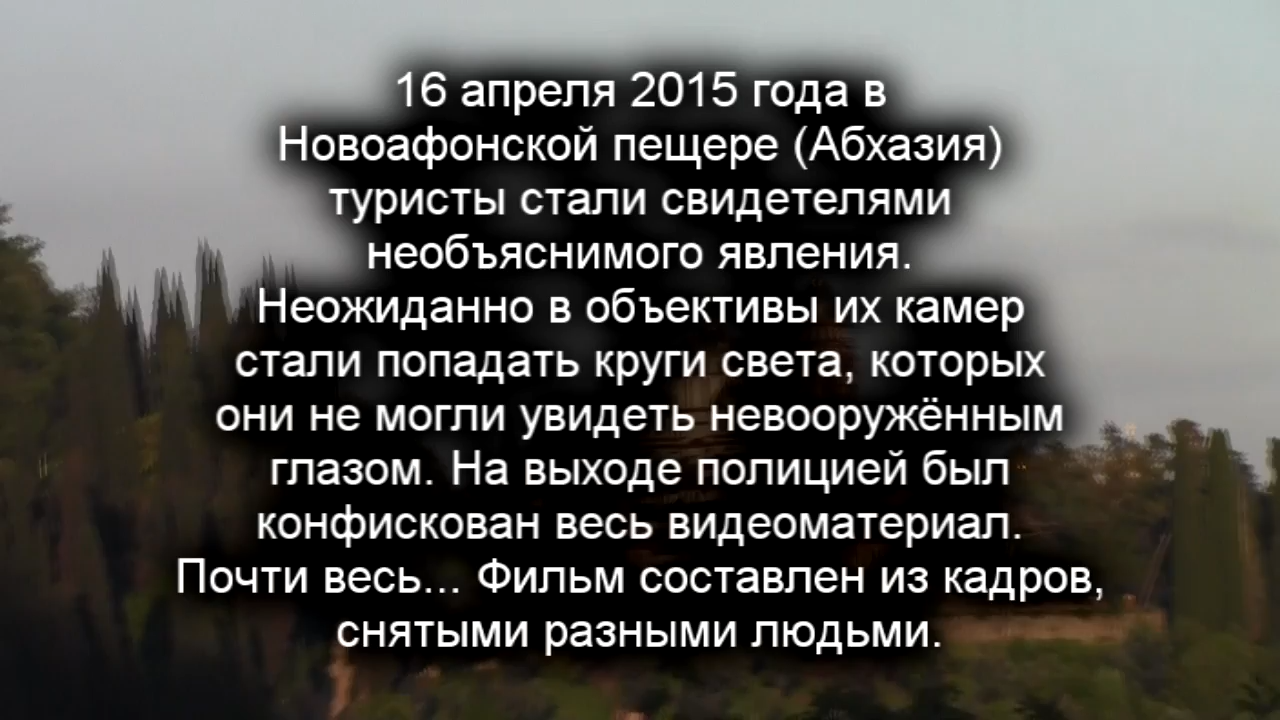 16 апреля 2015 года в
Новоафонской пещере (Абхазия)
туристы стали свидетелями
необъяснимого явления.
Неожиданно в объективы их камер
стали попадать круги света, которых
они не могли увидеть невооружённым
глазом. На выходе полицией был
конфискован весь видеоматериал.
Почти весь... Фильм составлен из кадров,
снятыми разными людьми.